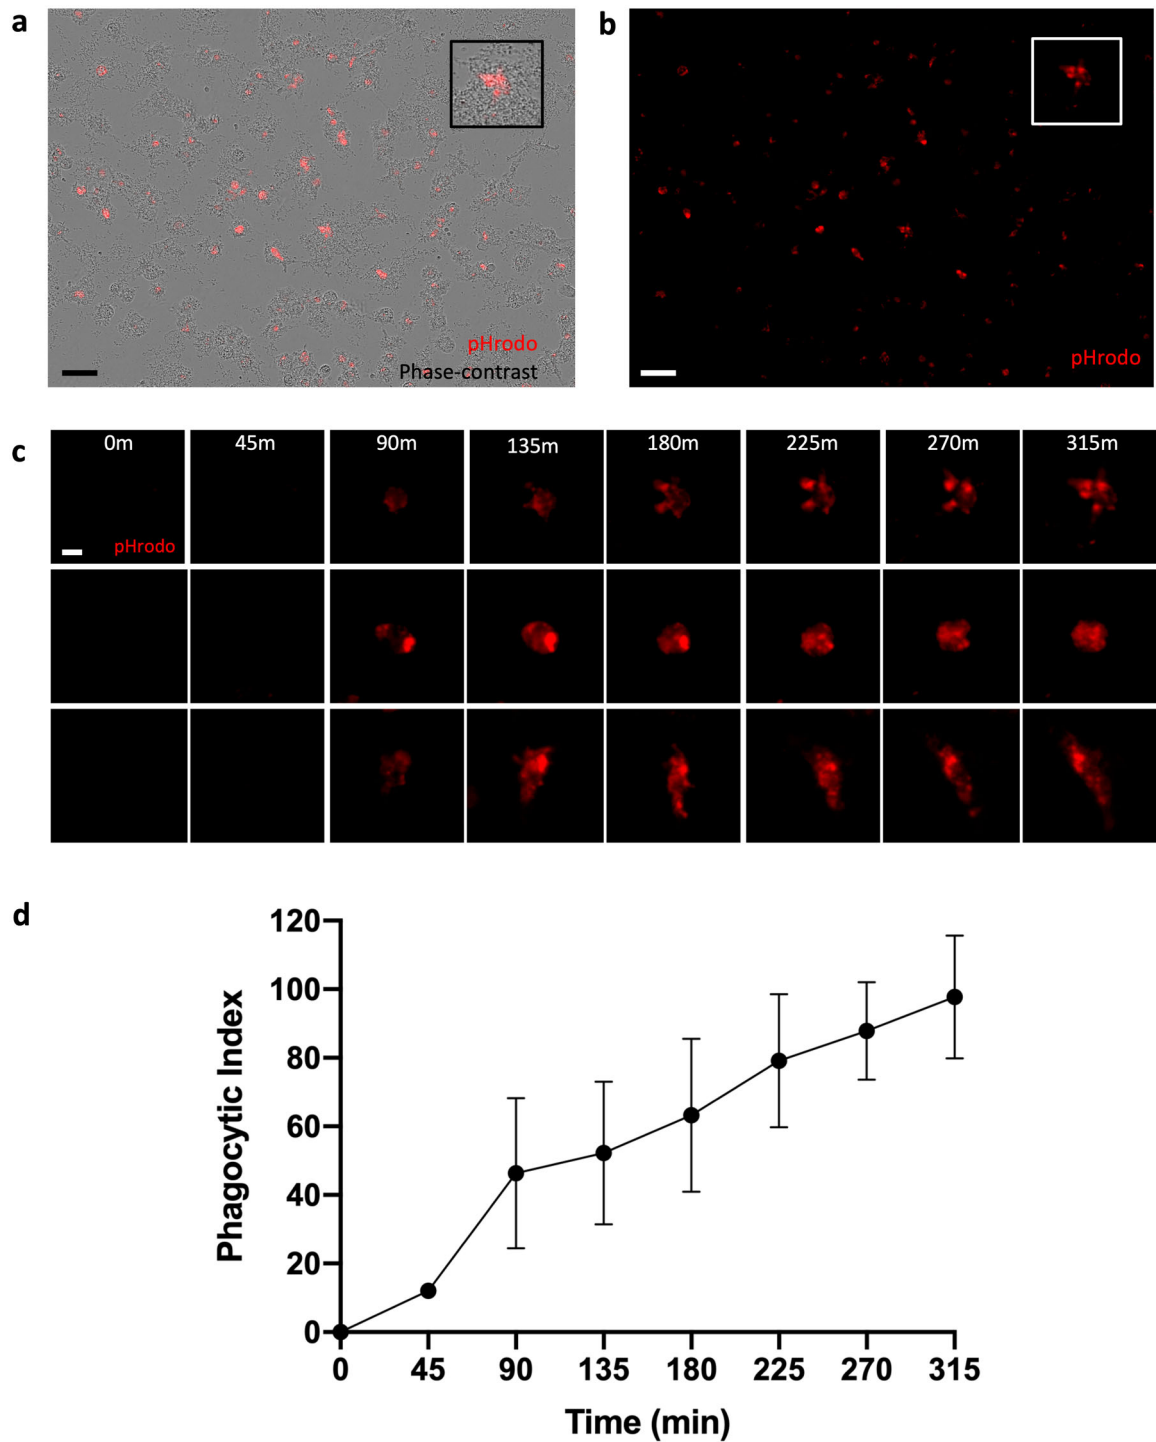 a
b
pHrodo
Phase-contrast
pHrodo
c
0m 45m 90m 135m 180m 225m 270m 315m
pHrodo
d
120
100
80
60
40
20
0
Phagocytic Index
0 45 90 135 180 225 270 315
Time (min)